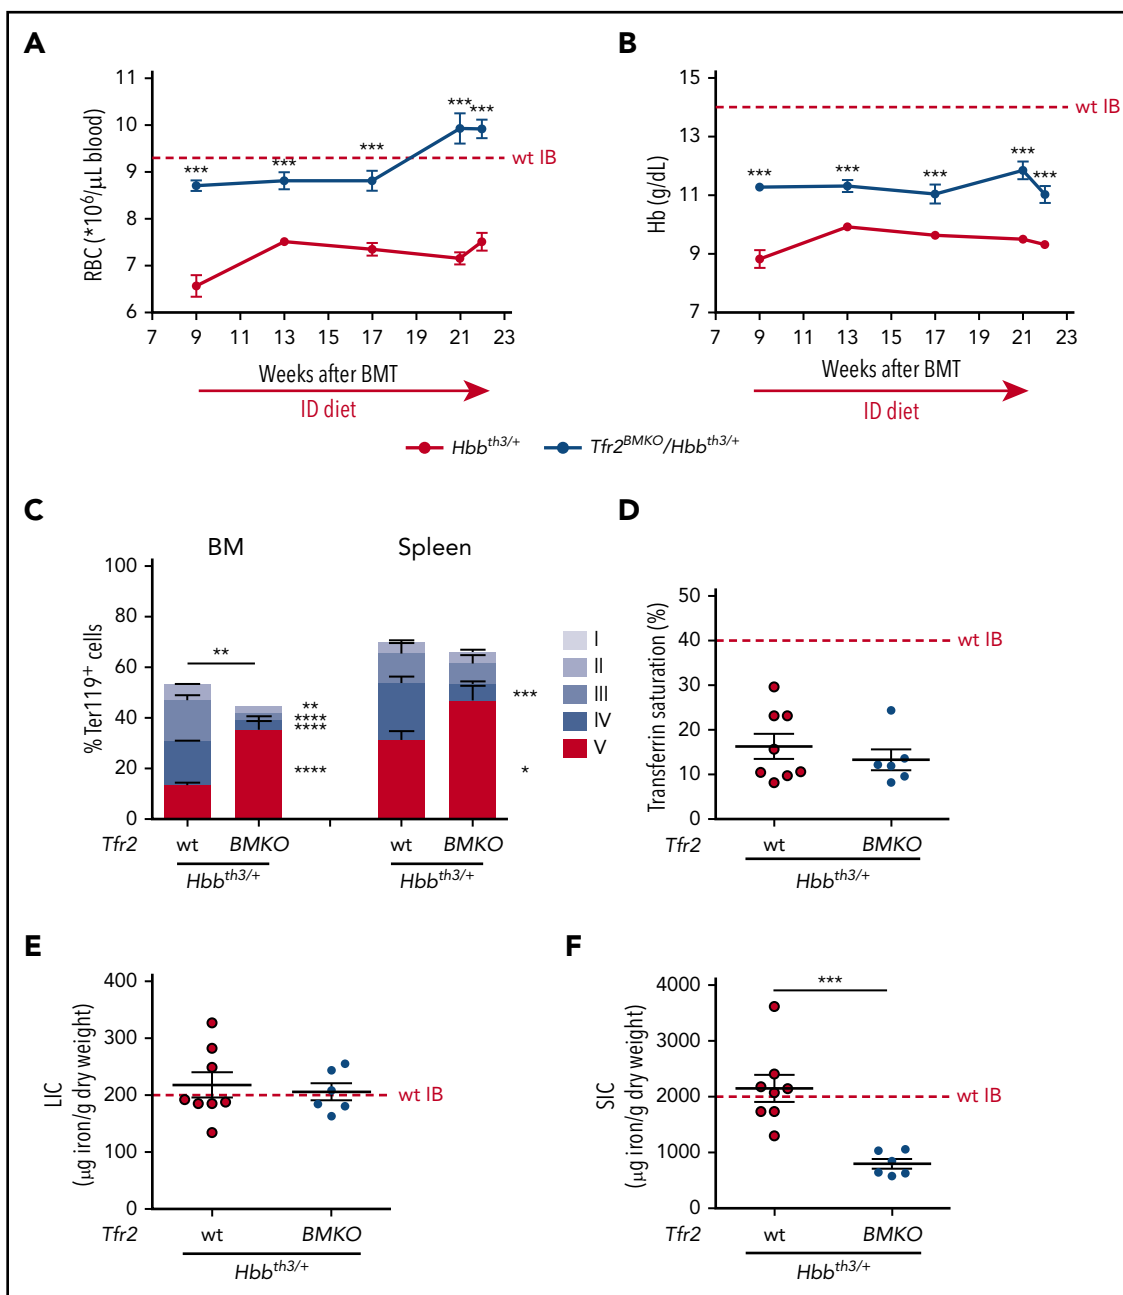 A
RBC (*10⁶/µL blood)
11
10
9
8
7
6
***
***
***
***
***
wt IB
7 9 11 13 15 17 19 21 23
Weeks after BMT
ID diet
B
Hb (g/dL)
15
13
11
9
7
***
***
***
***
***
wt IB
7 9 11 13 15 17 19 21 23
Weeks after BMT
ID diet
Hbb^th3/+ Tfr2^BMKO/Hbb^th3/+
C
BM Spleen
% Ter119⁺ cells
100
80
60
40
20
0
**
**
****
****
****
***
*
I
II
III
IV
V
Tfr2 wt BMKO wt BMKO
Hbb^th3/+ Hbb^th3/+
D
Transferrin saturation (%)
50
40
30
20
10
0
wt IB
Tfr2 wt BMKO
Hbb^th3/+
E
LIC
(µg iron/g dry weight)
400
300
200
100
0
wt IB
Tfr2 wt BMKO
Hbb^th3/+
F
SIC
(µg iron/g dry weight)
4000
3000
2000
1000
0
***
wt IB
Tfr2 wt BMKO
Hbb^th3/+